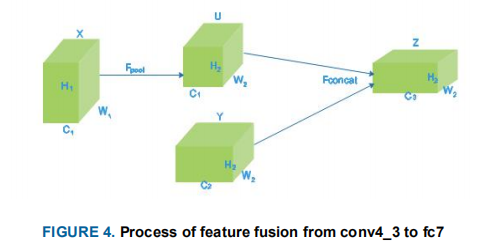 X
U
Z
H₁
Fpool
H₂
W₂
Fconcat
H₂
W₂
C₁
C₃
W₁
C₁
Y
H₂
W₂
C₂
FIGURE 4. Process of feature fusion from conv4_3 to fc7